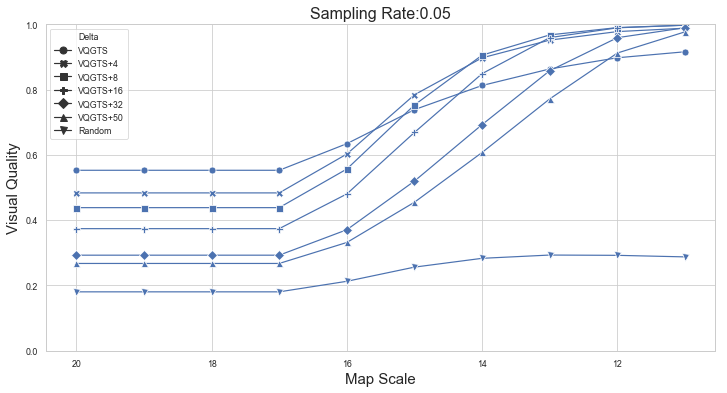 Sampling Rate:0.05
Visual Quality
1.0
0.8
0.6
0.4
0.2
0.0
Delta
VQGTS
VQGTS+4
VQGTS+8
VQGTS+16
VQGTS+32
VQGTS+50
Random
20
18
16
14
12
Map Scale